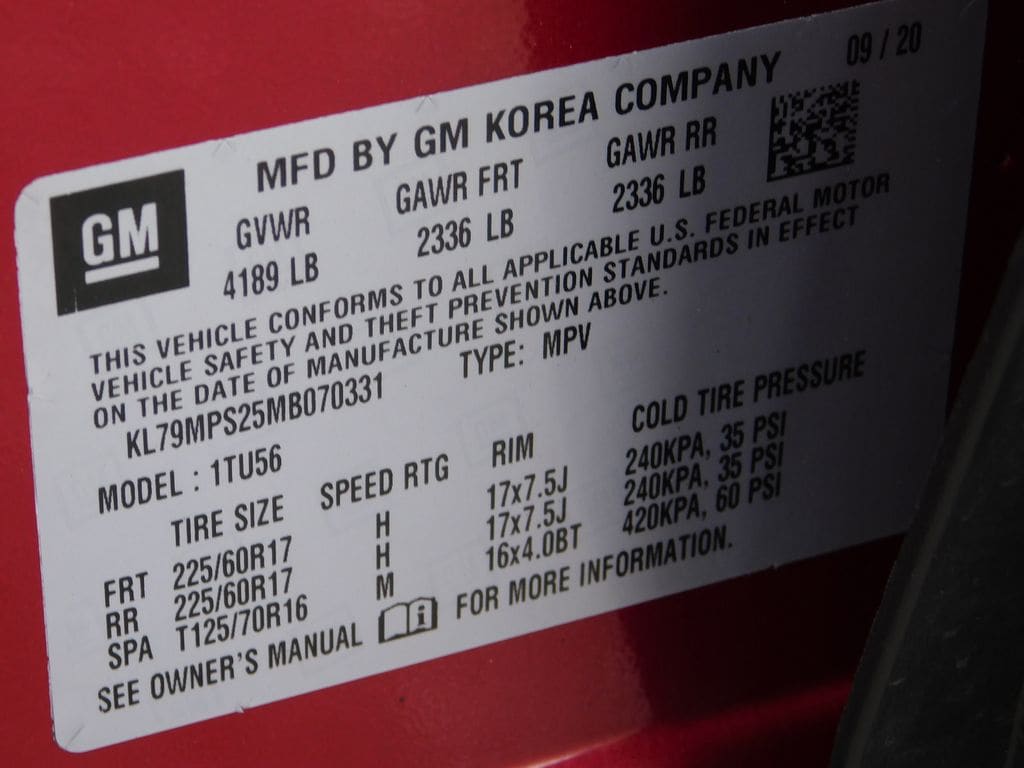 09 / 20
MFD BY GM KOREA COMPANY
GM
GVWR GAWR FRT GAWR RR
4189 LB 2336 LB 2336 LB
THIS VEHICLE CONFORMS TO ALL APPLICABLE U.S. FEDERAL MOTOR
VEHICLE SAFETY AND THEFT PREVENTION STANDARDS IN EFFECT
ON THE DATE OF MANUFACTURE SHOWN ABOVE.
KL79MPS25MB070331 TYPE: MPV
MODEL : 1TU56
TIRE SIZE SPEED RTG RIM COLD TIRE PRESSURE
FRT 225/60R17 H 17x7.5J 240KPA, 35 PSI
RR 225/60R17 H 17x7.5J 240KPA, 35 PSI
SPA T125/70R16 M 16x4.0BT 420KPA, 60 PSI
SEE OWNER'S MANUAL i FOR MORE INFORMATION.